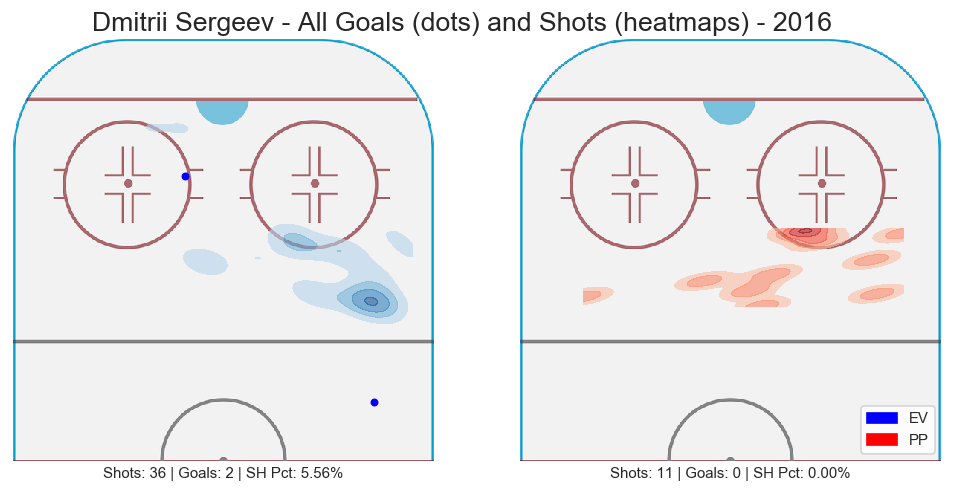 Dmitrii Sergeev - All Goals (dots) and Shots (heatmaps) - 2016
EV
PP
Shots: 36 | Goals: 2 | SH Pct: 5.56%
Shots: 11 | Goals: 0 | SH Pct: 0.00%